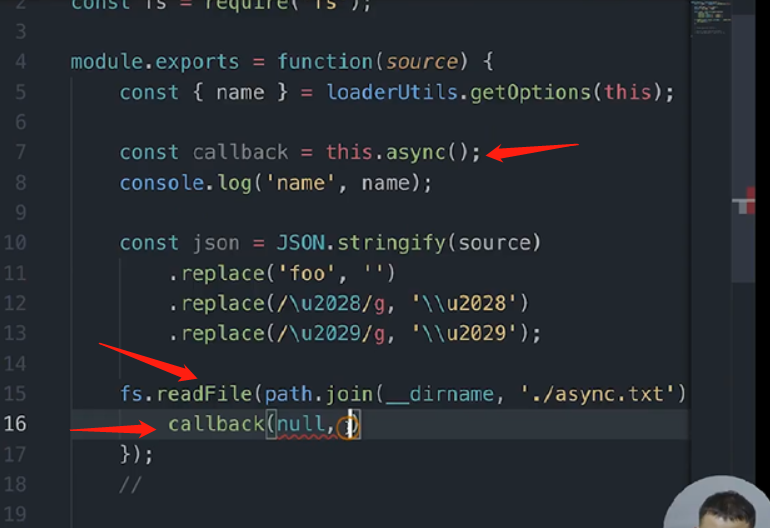 2 const fs = require('fs');
3
4 module.exports = function(source) {
5 const { name } = loaderUtils.getOptions(this);
6
7 const callback = this.async();
8 console.log('name', name);
9
10 const json = JSON.stringify(source)
11 .replace('foo', '')
12 .replace(/\u2028/g, '\\u2028')
13 .replace(/\u2029/g, '\\u2029');
14
15 fs.readFile(path.join(__dirname, './async.txt')
16 callback(null, )
17 });
18 //
19